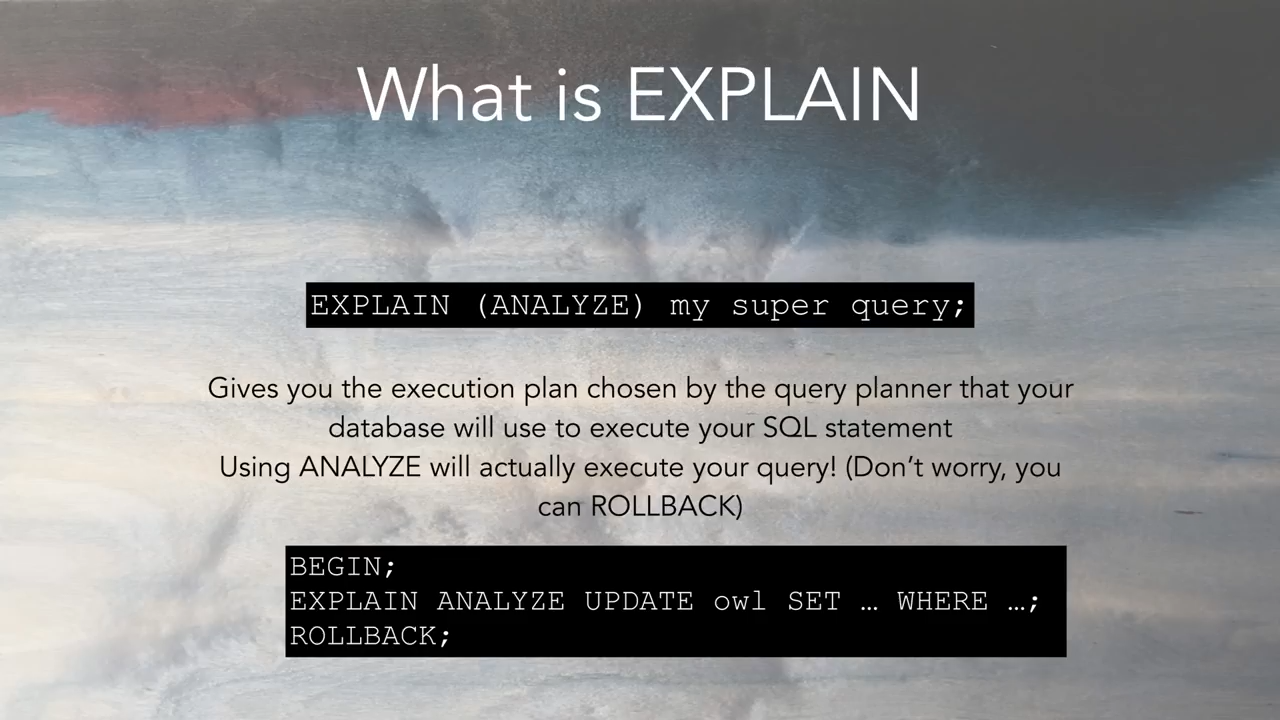 What is EXPLAIN
EXPLAIN (ANALYZE) my super query;
Gives you the execution plan chosen by the query planner that your
database will use to execute your SQL statement
Using ANALYZE will actually execute your query! (Don’t worry, you
can ROLLBACK)
BEGIN;
EXPLAIN ANALYZE UPDATE owl SET … WHERE …;
ROLLBACK;